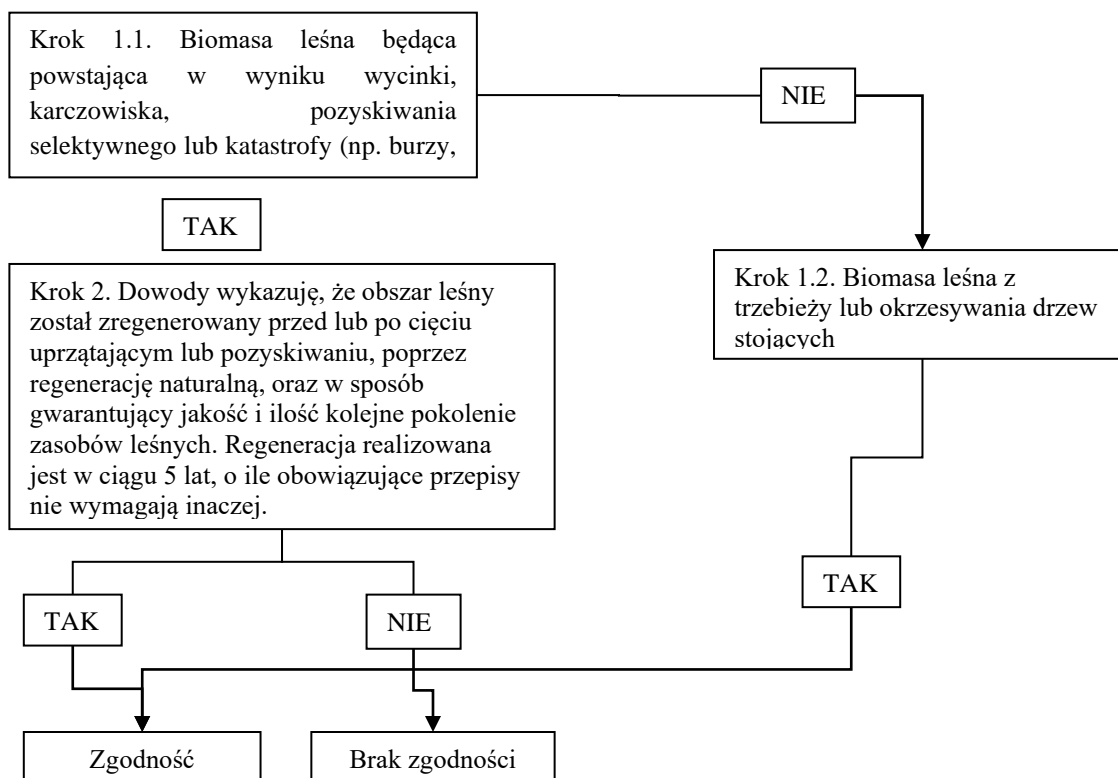 Krok 1.1. Biomasa leśna będąca
powstająca w wyniku wycinki,
karczowiska, pozyskiwania
selektywnego lub katastrofy (np. burzy,
NIE
TAK
Krok 1.2. Biomasa leśna z
trzebieży lub okrzesywania drzew
stojących
Krok 2. Dowody wykazuję, że obszar leśny
został zregenerowany przed lub po cięciu
uprzątającym lub pozyskiwaniu, poprzez
regenerację naturalną, oraz w sposób
gwarantujący jakość i ilość kolejne pokolenie
zasobów leśnych. Regeneracja realizowana
jest w ciągu 5 lat, o ile obowiązujące przepisy
nie wymagają inaczej.
TAK
NIE
TAK
Zgodność
Brak zgodności